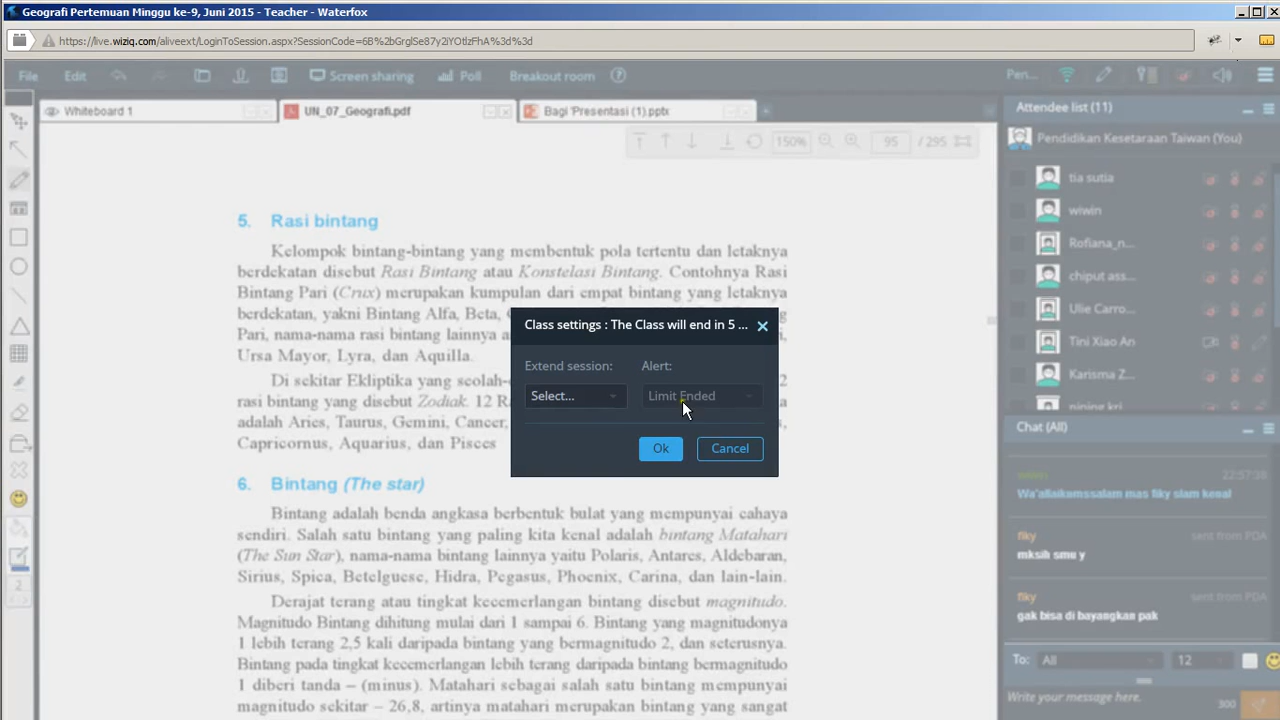 Geografi Pertemuan Minggu ke-9, Juni 2015 - Teacher - Waterfox
https://live.wiziq.com/aliveext/LoginToSession.aspx?SessionCode=6B%2bGrglSe87y2iYOtlzFhA%3d%3d
File Edit Screen sharing Poll Breakout room Pen...
Whiteboard 1 UN_07_Geografi.pdf Bagi 'Presentasi (1).pptx
150% 95 / 295
Attendee list (11)
Pendidikan Kesetaraan Taiwan (You)
tia sutia
wiwin
Rofiana_n...
chiput ass...
Ulie Carro...
Tini Xiao An
Karisma Z...
pining kri
5. Rasi bintang
Kelompok bintang-bintang yang membentuk pola tertentu dan letaknya
berdekatan disebut Rasi Bintang atau Konstelasi Bintang. Contohnya Rasi
Bintang Pari (Crux) merupakan kumpulan dari empat bintang yang letaknya
berdekatan, yakni Bintang Alfa, Beta,
Pari, nama-nama rasi bintang lainnya
Ursa Mayor, Lyra, dan Aquilla.
Di sekitar Ekliptika yang seolah- 2
rasi bintang yang disebut Zodiak. 12
adalah Aries, Taurus, Gemini, Cancer,
Capricornus, Aquarius, dan Pisces
Class settings : The Class will end in 5 ...
Extend session: Alert:
Select... Limit Ended
Ok Cancel
6. Bintang (The star)
Bintang adalah benda angkasa berbentuk bulat yang mempunyai cahaya
sendiri. Salah satu bintang yang paling kita kenal adalah bintang Matahari
(The Sun Star), nama-nama bintang lainnya yaitu Polaris, Antares, Aldebaran,
Sirius, Spica, Betelguese, Hidra, Pegasus, Phoenix, Carina, dan lain-lain.
Derajat terang atau tingkat kecemerlangan bintang disebut magnitudo.
Magnitudo Bintang dihitung mulai dari 1 sampai 6. Bintang yang magnitudonya
1 lebih terang 2,5 kali daripada bintang yang bermagnitudo 2, dan seterusnya.
Bintang pada tingkat kecemerlangan lebih terang daripada bintang bermagnitudo
1 diberi tanda – (minus). Matahari sebagai salah satu bintang mempunyai
magnitudo sekitar – 26,8, artinya matahari merupakan bintang yang sangat
2
Chat (All)
wiwin 22:57:30
Wa'allaikumssalam mas fiky slam kenal
fiky sent from PDA
mksih smu y
fiky sent from PDA
gak bisa di bayangkan pak
To: All 12
Write your message here. 300